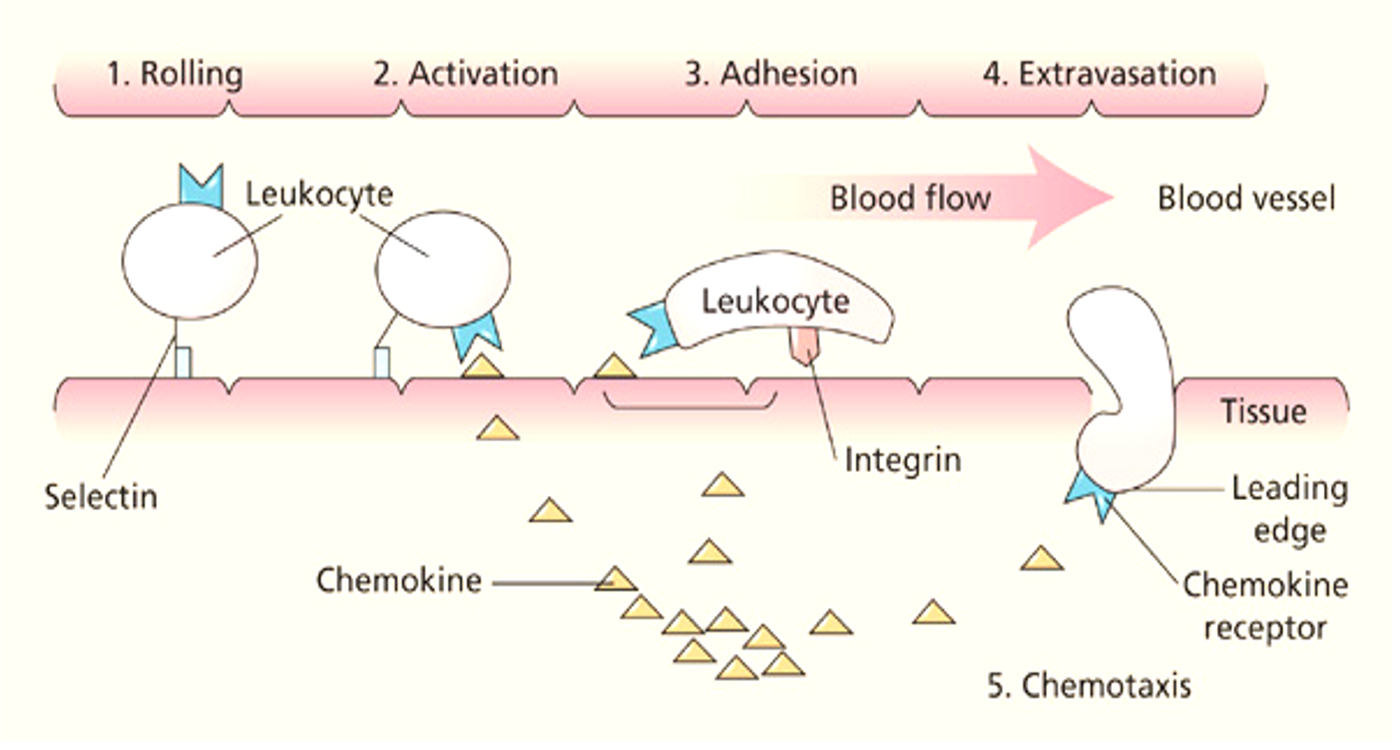 1. Rolling
2. Activation
3. Adhesion
4. Extravasation
Leukocyte
Blood flow
Blood vessel
Leukocyte
Tissue
Integrin
Selectin
Leading
edge
Chemokine
Chemokine
receptor
5. Chemotaxis